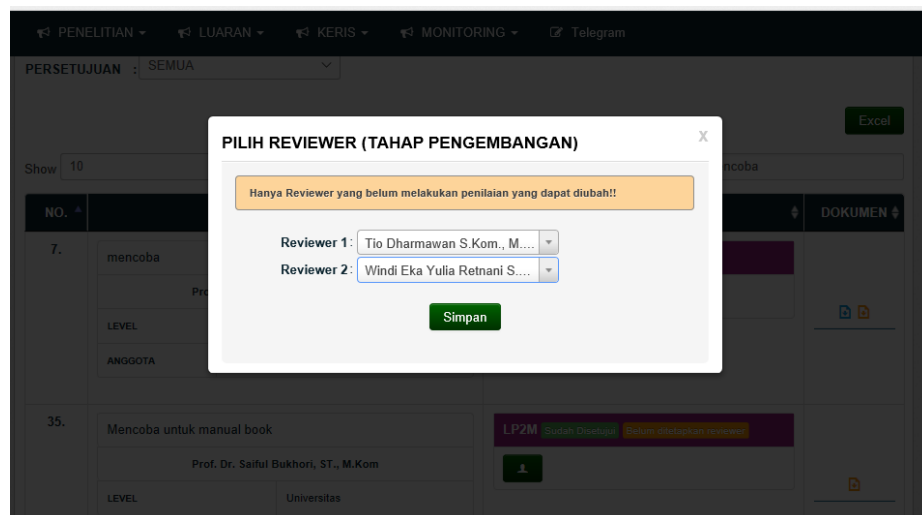 PENELITIAN LUARAN KERIS MONITORING Telegram
PERSETUJUAN : SEMUA
Excel
PILIH REVIEWER (TAHAP PENGEMBANGAN) X
Show 10 ncoba
Hanya Reviewer yang belum melakukan penilaian yang dapat diubah!!
NO. DOKUMEN
Reviewer 1: Tio Dharmawan S.Kom., M....
Reviewer 2: Windi Eka Yulia Retnani S....
Simpan
7. mencoba
Pro
LEVEL
ANGGOTA
35. Mencoba untuk manual book LP2M Sudah Disetujui Belum ditetapkan reviewer
Prof. Dr. Saiful Bukhori, ST., M.Kom
LEVEL Universitas